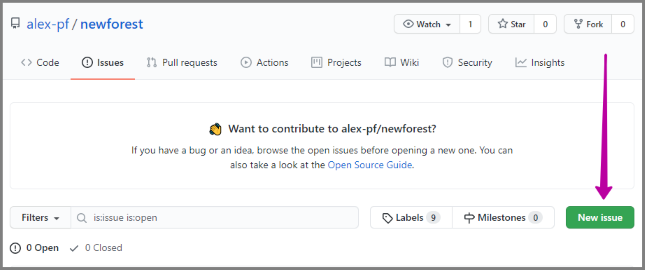 alex-pf / newforest
Watch 1 Star 0 Fork 0
Code Issues Pull requests Actions Projects Wiki Security Insights
Want to contribute to alex-pf/newforest?
If you have a bug or an idea, browse the open issues before opening a new one. You can
also take a look at the Open Source Guide.
Filters is:issue is:open Labels 9 Milestones 0 New issue
0 Open 0 Closed